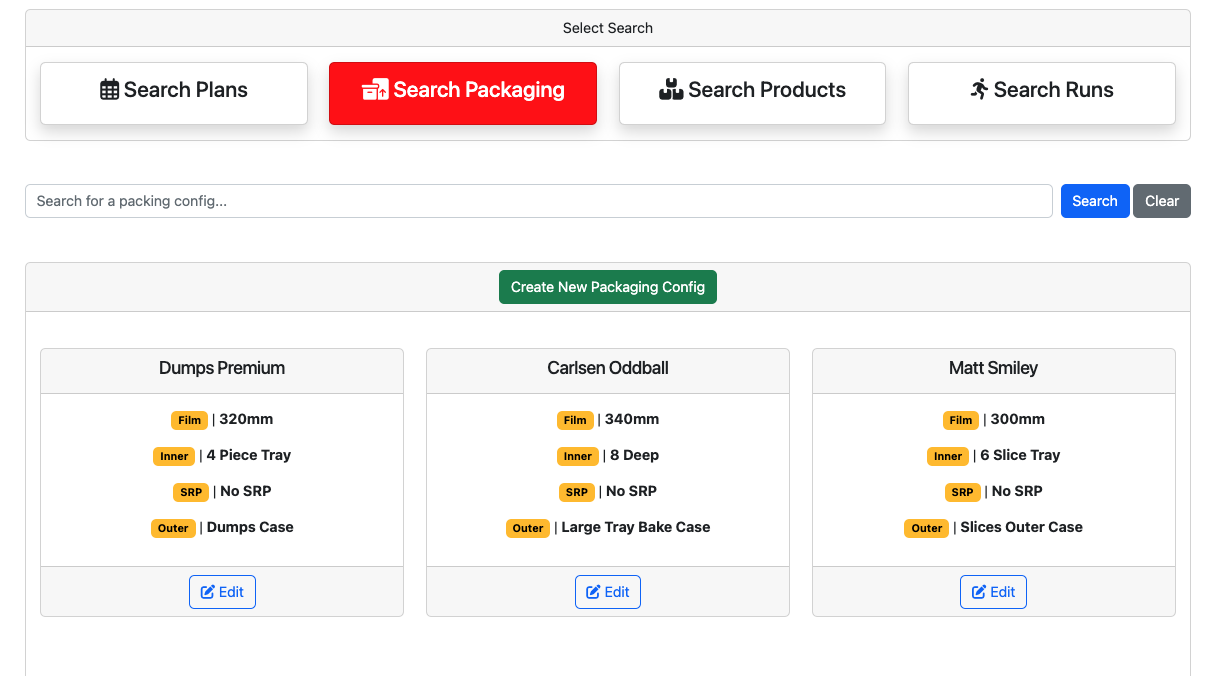 Select Search
Search Plans
Search Packaging
Search Products
Search Runs
Search for a packing config...
Search
Clear
Create New Packaging Config
Dumps Premium
Film | 320mm
Inner | 4 Piece Tray
SRP | No SRP
Outer | Dumps Case
Edit
Carlsen Oddball
Film | 340mm
Inner | 8 Deep
SRP | No SRP
Outer | Large Tray Bake Case
Edit
Matt Smiley
Film | 300mm
Inner | 6 Slice Tray
SRP | No SRP
Outer | Slices Outer Case
Edit